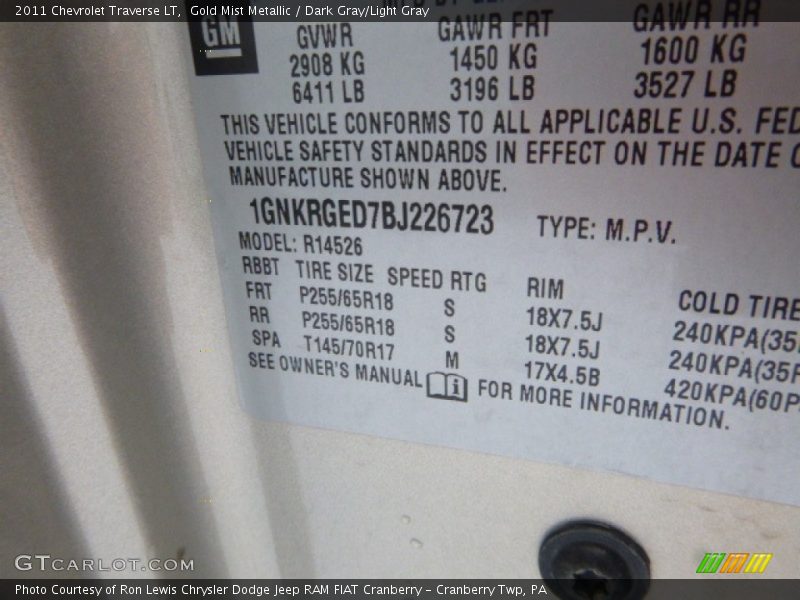 2011 Chevrolet Traverse LT, Gold Mist Metallic / Dark Gray/Light Gray
GM
GVWR GAWR FRT GAWR RR
2908 KG 1450 KG 1600 KG
6411 LB 3196 LB 3527 LB
THIS VEHICLE CONFORMS TO ALL APPLICABLE U.S. FED
VEHICLE SAFETY STANDARDS IN EFFECT ON THE DATE O
MANUFACTURE SHOWN ABOVE.
1GNKRGED7BJ226723 TYPE: M.P.V.
MODEL: R14526
RBBT TIRE SIZE SPEED RTG RIM COLD TIRE
FRT P255/65R18 S 18X7.5J 240KPA(35
RR P255/65R18 S 18X7.5J 240KPA(35P
SPA T145/70R17 M 17X4.5B 420KPA(60P
SEE OWNER'S MANUAL i FOR MORE INFORMATION.
GTCARLOT.COM
Photo Courtesy of Ron Lewis Chrysler Dodge Jeep RAM FIAT Cranberry – Cranberry Twp, PA